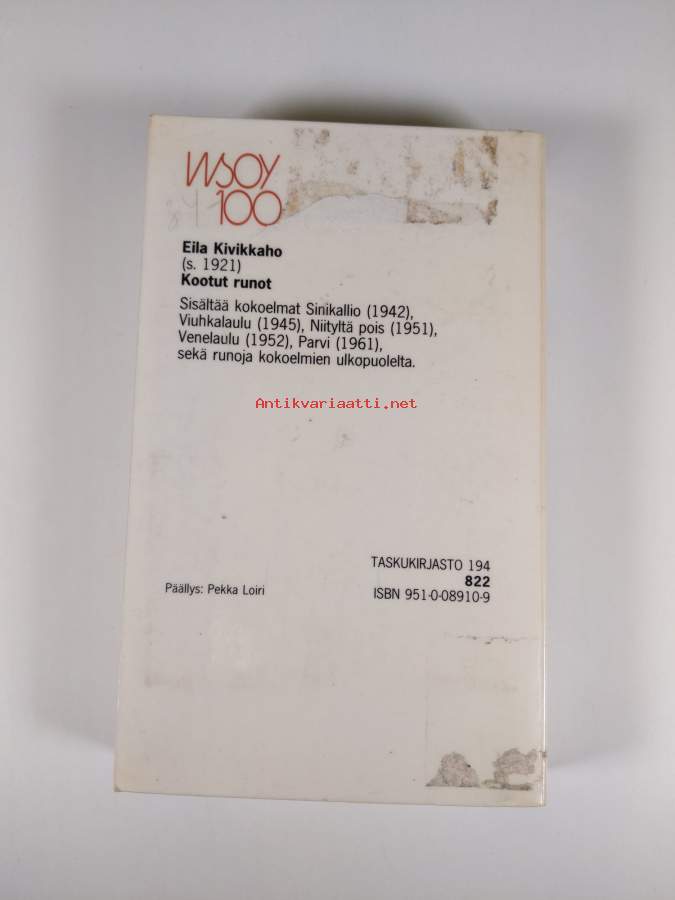 WSOY
100
Eila Kivikkaho
(s. 1921)
Kootut runot
Sisältää kokoelmat Sinikallio (1942),
Viuhkalaulu (1945), Niityltä pois (1951),
Venelaulu (1952), Parvi (1961),
sekä runoja kokoelmien ulkopuolelta.
Antikvariaatti.net
TASKUKIRJASTO 194
822
Päällys: Pekka Loiri
ISBN 951-0-08910-9